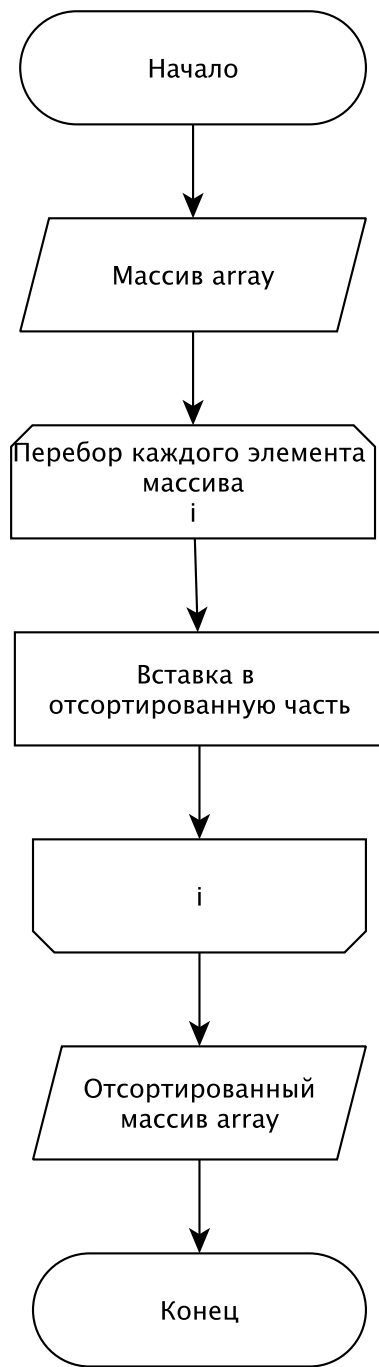 Начало
Массив array
Перебор каждого элемента
массива
i
Вставка в
отсортированную часть
i
Отсортированный
массив array
Конец